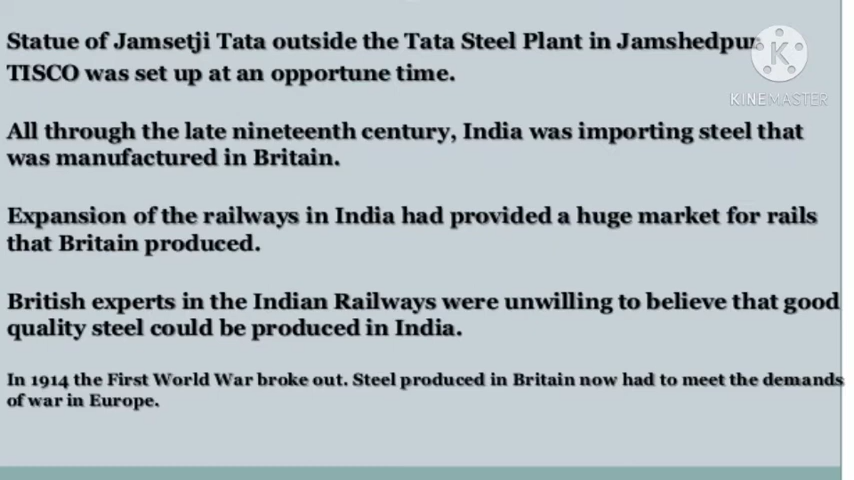 Statue of Jamsetji Tata outside the Tata Steel Plant in Jamshedpur
TISCO was set up at an opportune time.
All through the late nineteenth century, India was importing steel that
was manufactured in Britain.
Expansion of the railways in India had provided a huge market for rails
that Britain produced.
British experts in the Indian Railways were unwilling to believe that good
quality steel could be produced in India.
In 1914 the First World War broke out. Steel produced in Britain now had to meet the demands
of war in Europe.
K
KINEMASTER